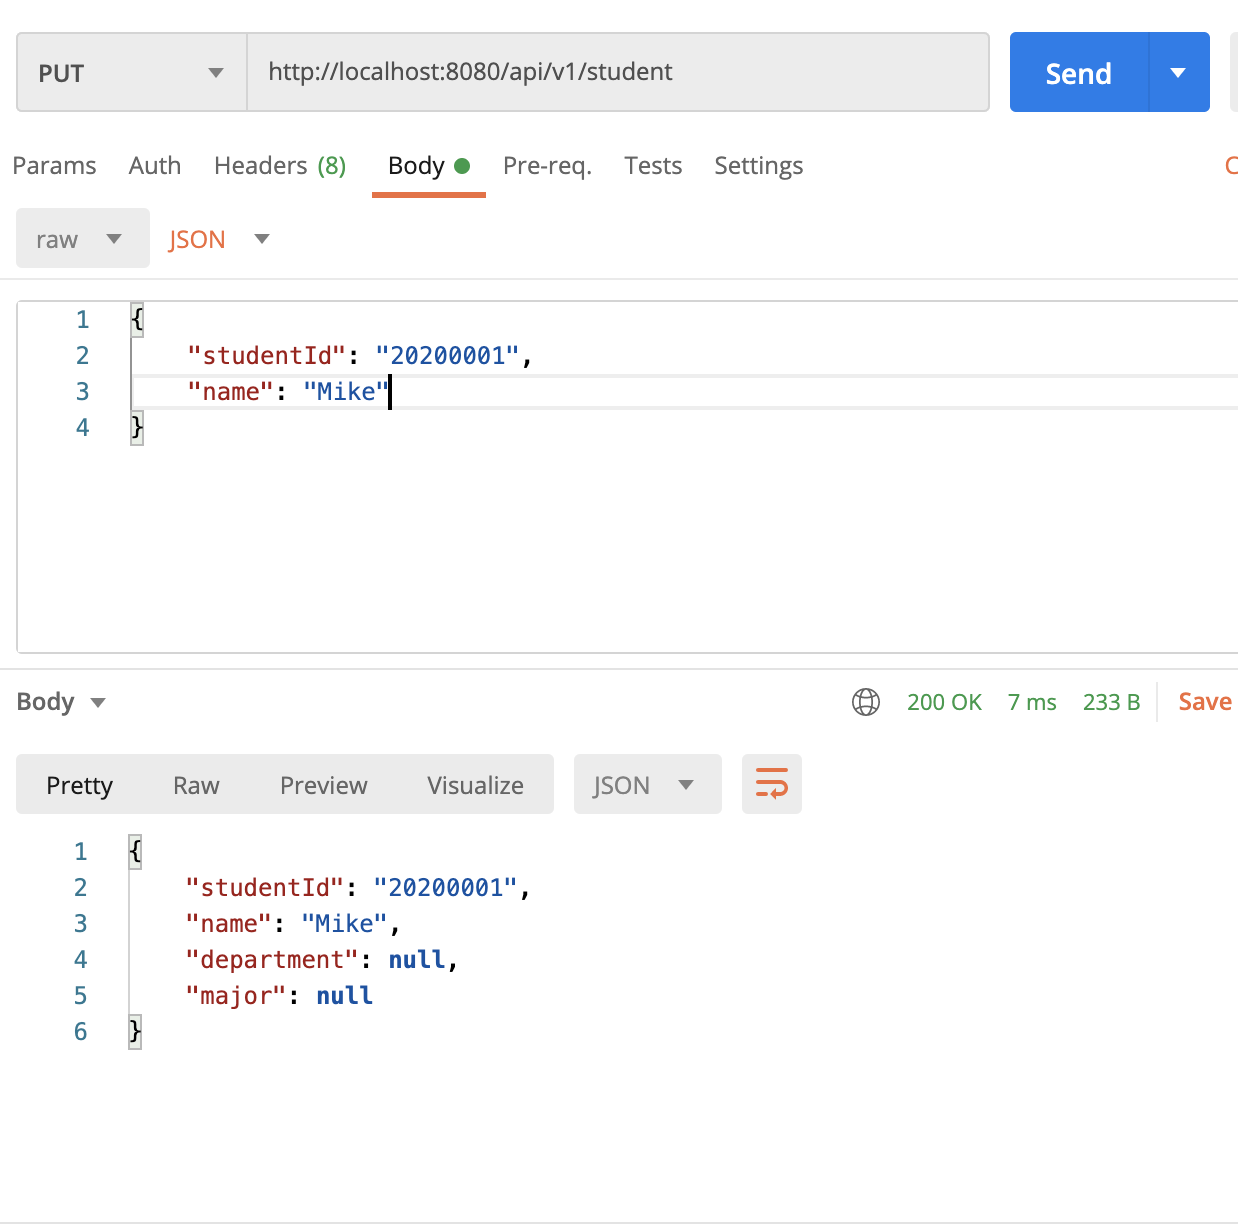 PUT http://localhost:8080/api/v1/student Send
Params Auth Headers (8) Body Pre-req. Tests Settings
raw JSON
1 {
2 "studentId": "20200001",
3 "name": "Mike"
4 }
Body 200 OK 7 ms 233 B Save
Pretty Raw Preview Visualize JSON
1 {
2 "studentId": "20200001",
3 "name": "Mike",
4 "department": null,
5 "major": null
6 }